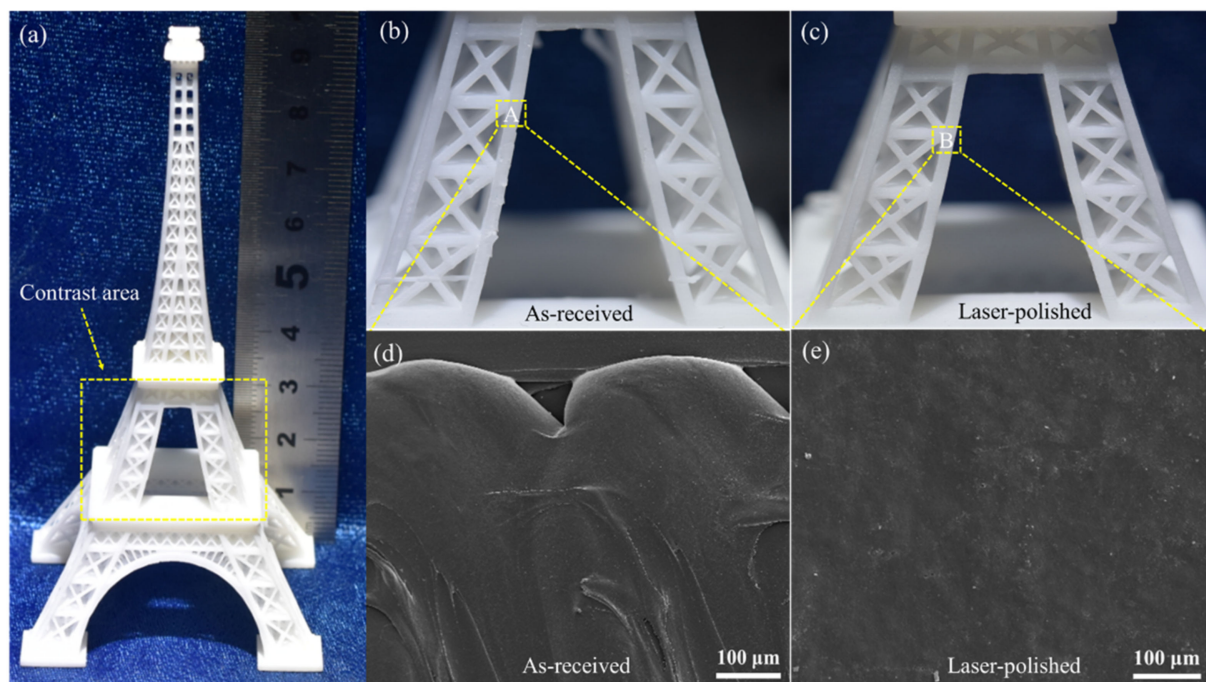 (a)
Contrast area
9
8
7
5
4
3
2
1
(b)
A
As-received
(c)
B
Laser-polished
(d)
As-received
100 µm
(e)
Laser-polished
100 µm